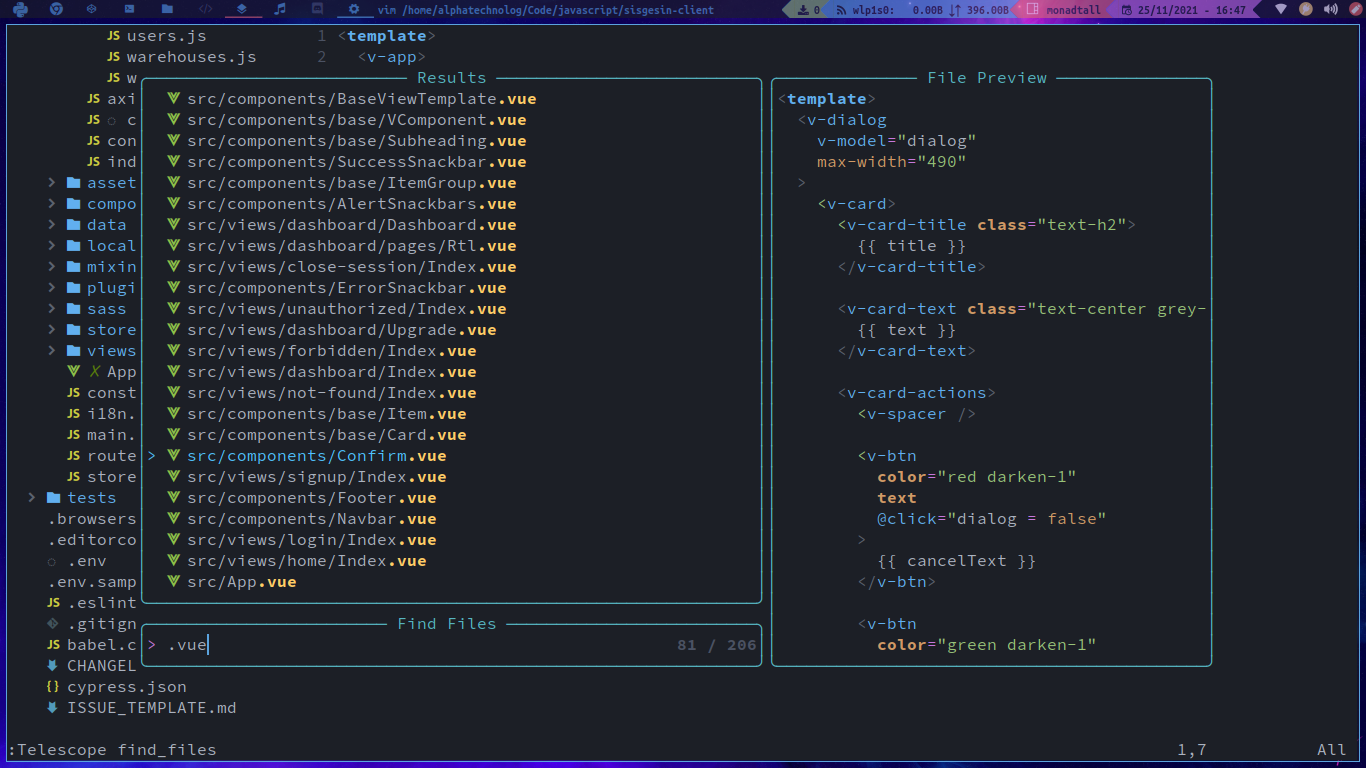 vim /home/alphatechnolog/Code/javascript/sisgesin-client
0
wlp1s0: 0.00B 396.00B
monadtall
25/11/2021 - 16:47
JS users.js
JS warehouses.js
JS w
JS axi
JS c
JS con
JS ind
> asset
> compo
> data
> local
> mixin
> plugi
> sass
> store
> views
X App
JS const
JS i18n.
JS main.
JS route
JS store
> tests
.browsers
.editorco
.env
.env.samp
JS .eslint
.gitign
JS babel.c
CHANGEL
{} cypress.json
ISSUE_TEMPLATE.md
1 <template>
2 <v-app>
Results
src/components/BaseViewTemplate.vue
src/components/base/VComponent.vue
src/components/base/Subheading.vue
src/components/SuccessSnackbar.vue
src/components/base/ItemGroup.vue
src/components/AlertSnackbars.vue
src/views/dashboard/Dashboard.vue
src/views/dashboard/pages/Rtl.vue
src/views/close-session/Index.vue
src/components/ErrorSnackbar.vue
src/views/unauthorized/Index.vue
src/views/dashboard/Upgrade.vue
src/views/forbidden/Index.vue
src/views/dashboard/Index.vue
src/views/not-found/Index.vue
src/components/base/Item.vue
src/components/base/Card.vue
> src/components/Confirm.vue
src/views/signup/Index.vue
src/components/Footer.vue
src/components/Navbar.vue
src/views/login/Index.vue
src/views/home/Index.vue
src/App.vue
Find Files
> .vue 81 / 206
File Preview
<template>
<v-dialog
v-model="dialog"
max-width="490"
>
<v-card>
<v-card-title class="text-h2">
{{ title }}
</v-card-title>
<v-card-text class="text-center grey-
{{ text }}
</v-card-text>
<v-card-actions>
<v-spacer />
<v-btn
color="red darken-1"
text
@click="dialog = false"
>
{{ cancelText }}
</v-btn>
<v-btn
color="green darken-1"
:Telescope find_files 1,7 All